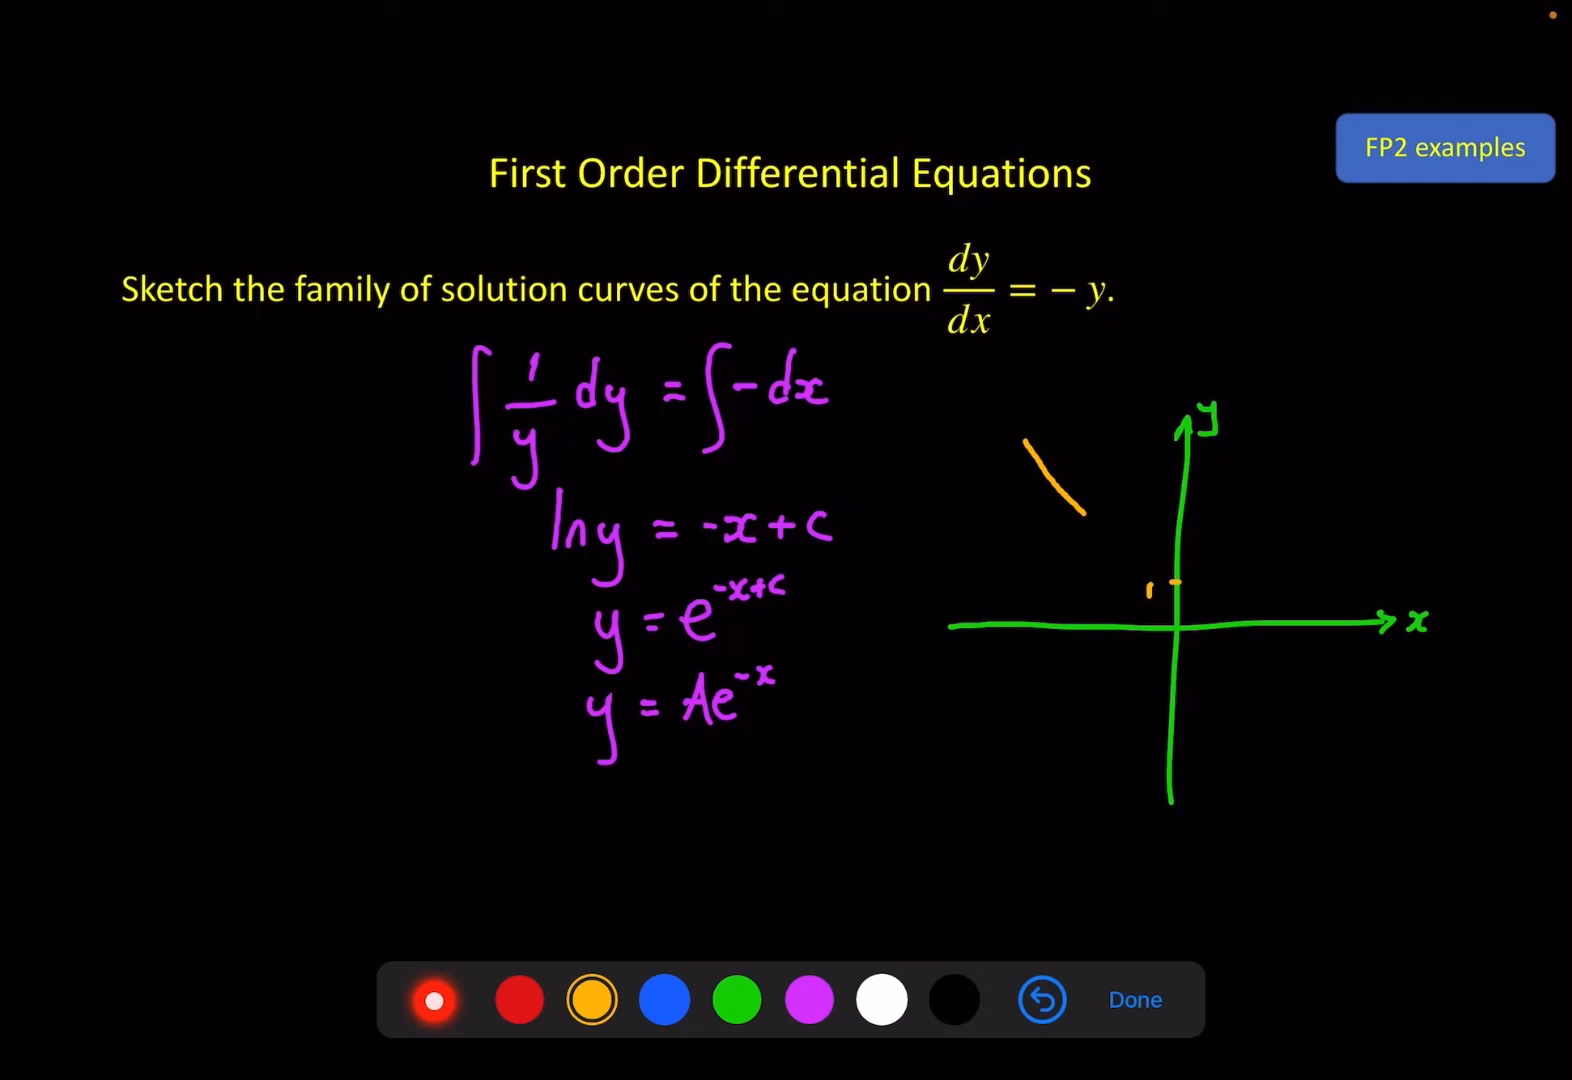 FP2 examples
First Order Differential Equations
Sketch the family of solution curves of the equation dy/dx = − y.
∫ 1/y dy = ∫ -dx
ln y = -x + c
y = e^{-x+c}
y = Ae^{-x}
y
1
x
Done